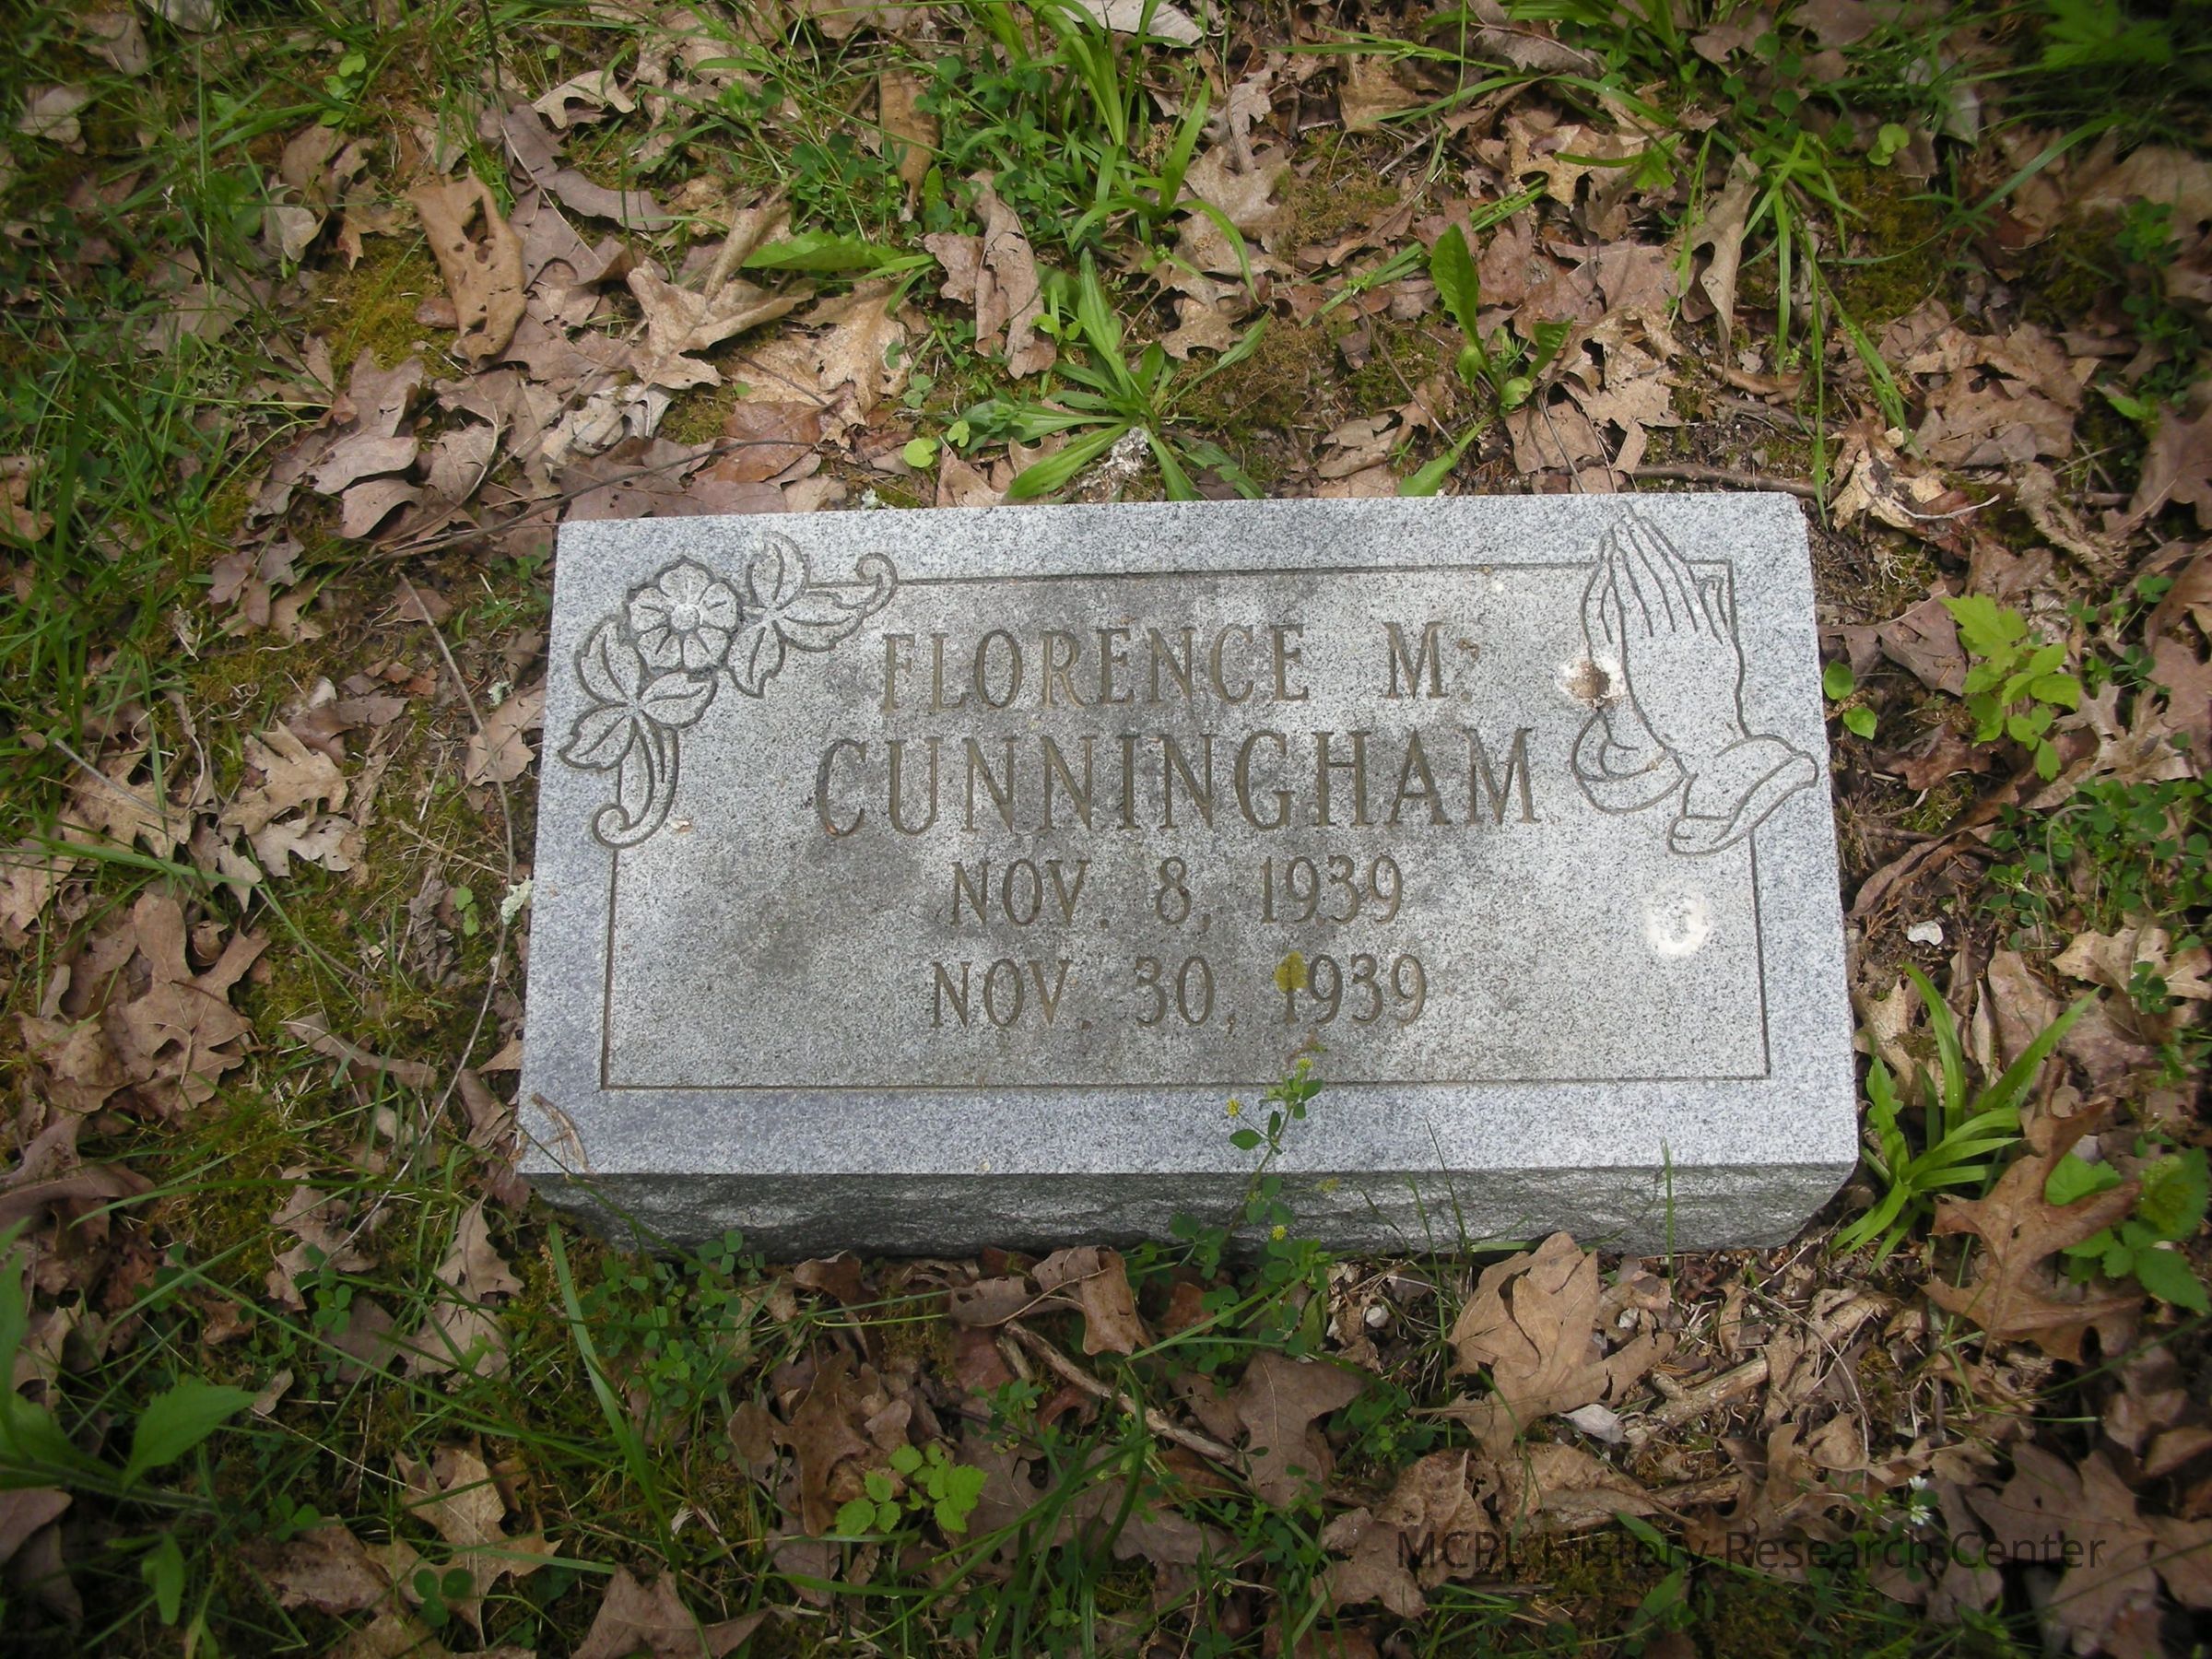 FLORENCE M.
CUNNINGHAM
NOV. 8, 1939
NOV. 30, 1939
MCPL History Research Center